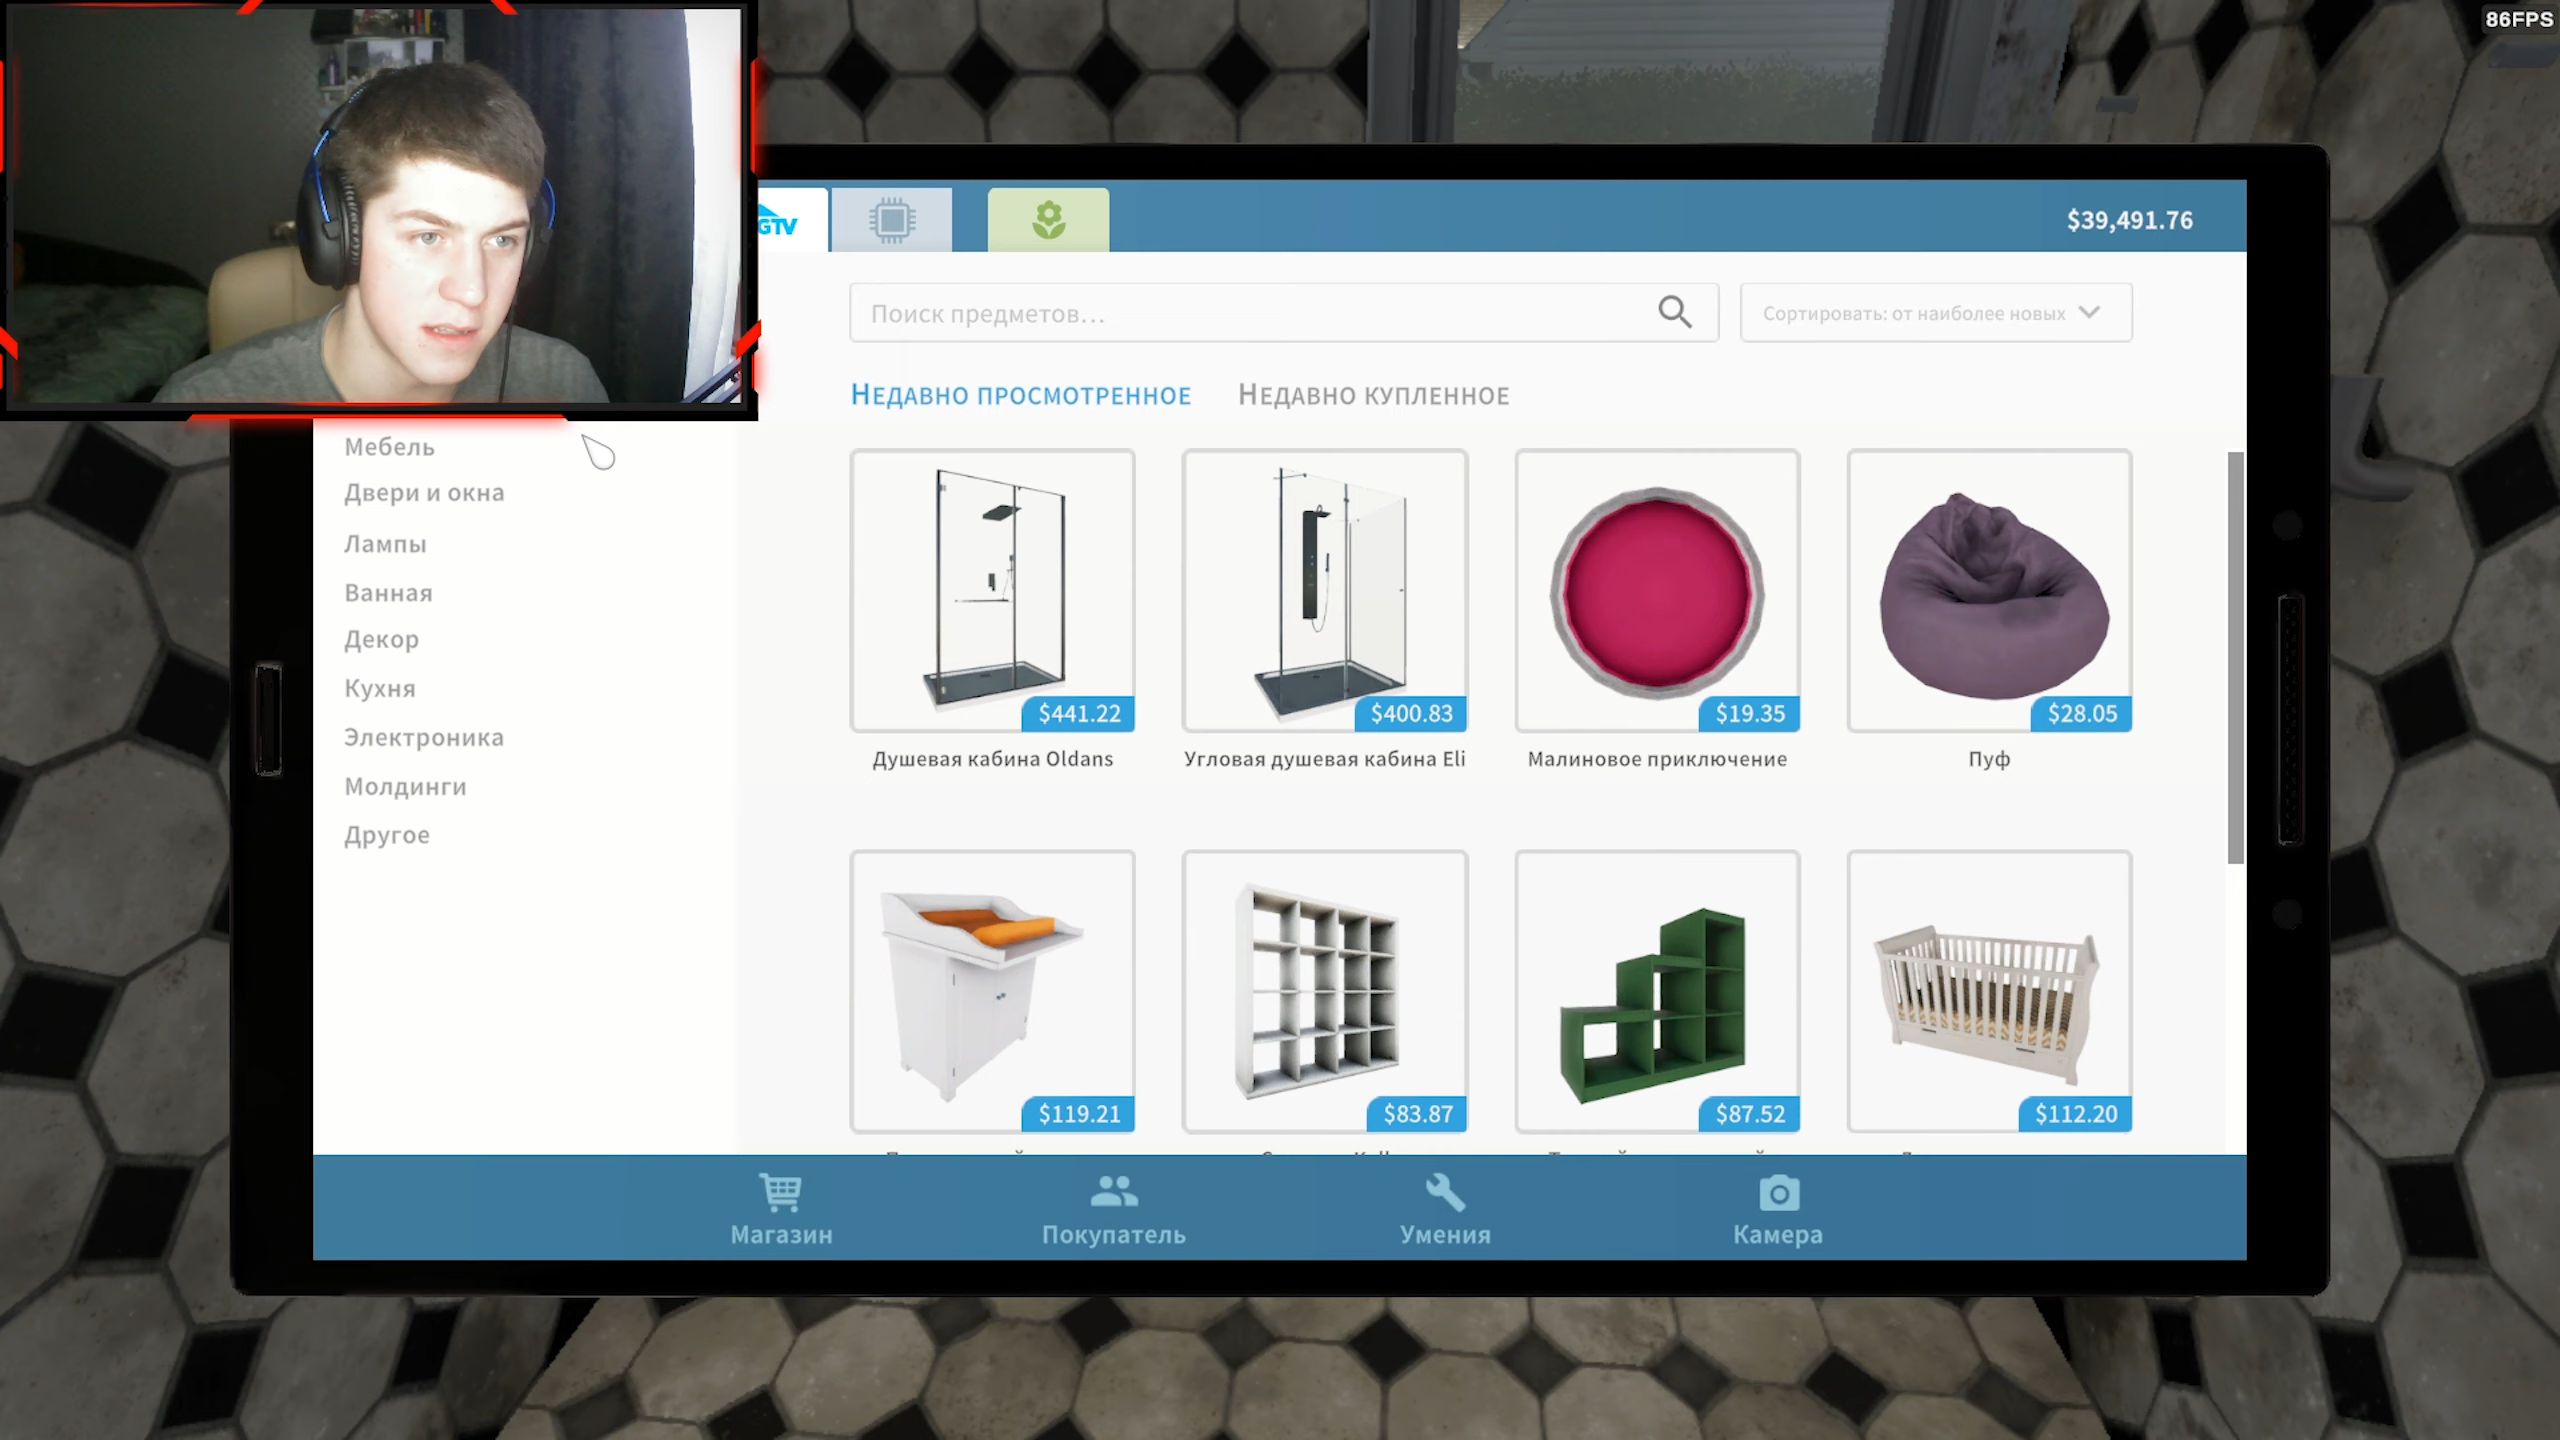 86FPS
GTV
$39,491.76
Поиск предметов...
Сортировать: от наиболее новых
Недавно просмотренное
Недавно купленное
Мебель
Двери и окна
Лампы
Ванная
Декор
Кухня
Электроника
Молдинги
Другое
$441.22
$400.83
$19.35
$28.05
Душевая кабина Oldans
Угловая душевая кабина Eli
Малиновое приключение
Пуф
$119.21
$83.87
$87.52
$112.20
Магазин
Покупатель
Умения
Камера